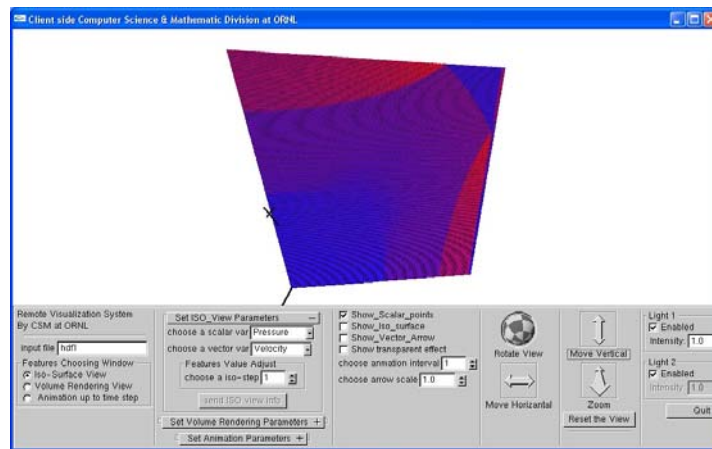 Client side Computer Science & Mathematic Division at ORNL
Remote Visualization System
By CSM at ORNL
input file hdf1
Features Choosing Window
Iso-Surface View
Volume Rendering View
Animation up to time step
Set ISO_View Parameters
choose a scalar var Pressure
choose a vector var Velocity
Features Value Adjust
choose a iso-step 1
send ISO view info
Set Volume Rendering Parameters +
Set Animation Parameters +
Show_Scalar_points
Show_Iso_surface
Show_Vector_Arrow
Show transparent effect
choose anmation interval 1
choose arrow scale 1.0
Rotate View
Move Horizantal
Move Vertical
Zoom
Reset the View
Light 1
Enabled
Intensity: 1.0
Light 2
Enabled
Intensity: 1.0
Quit